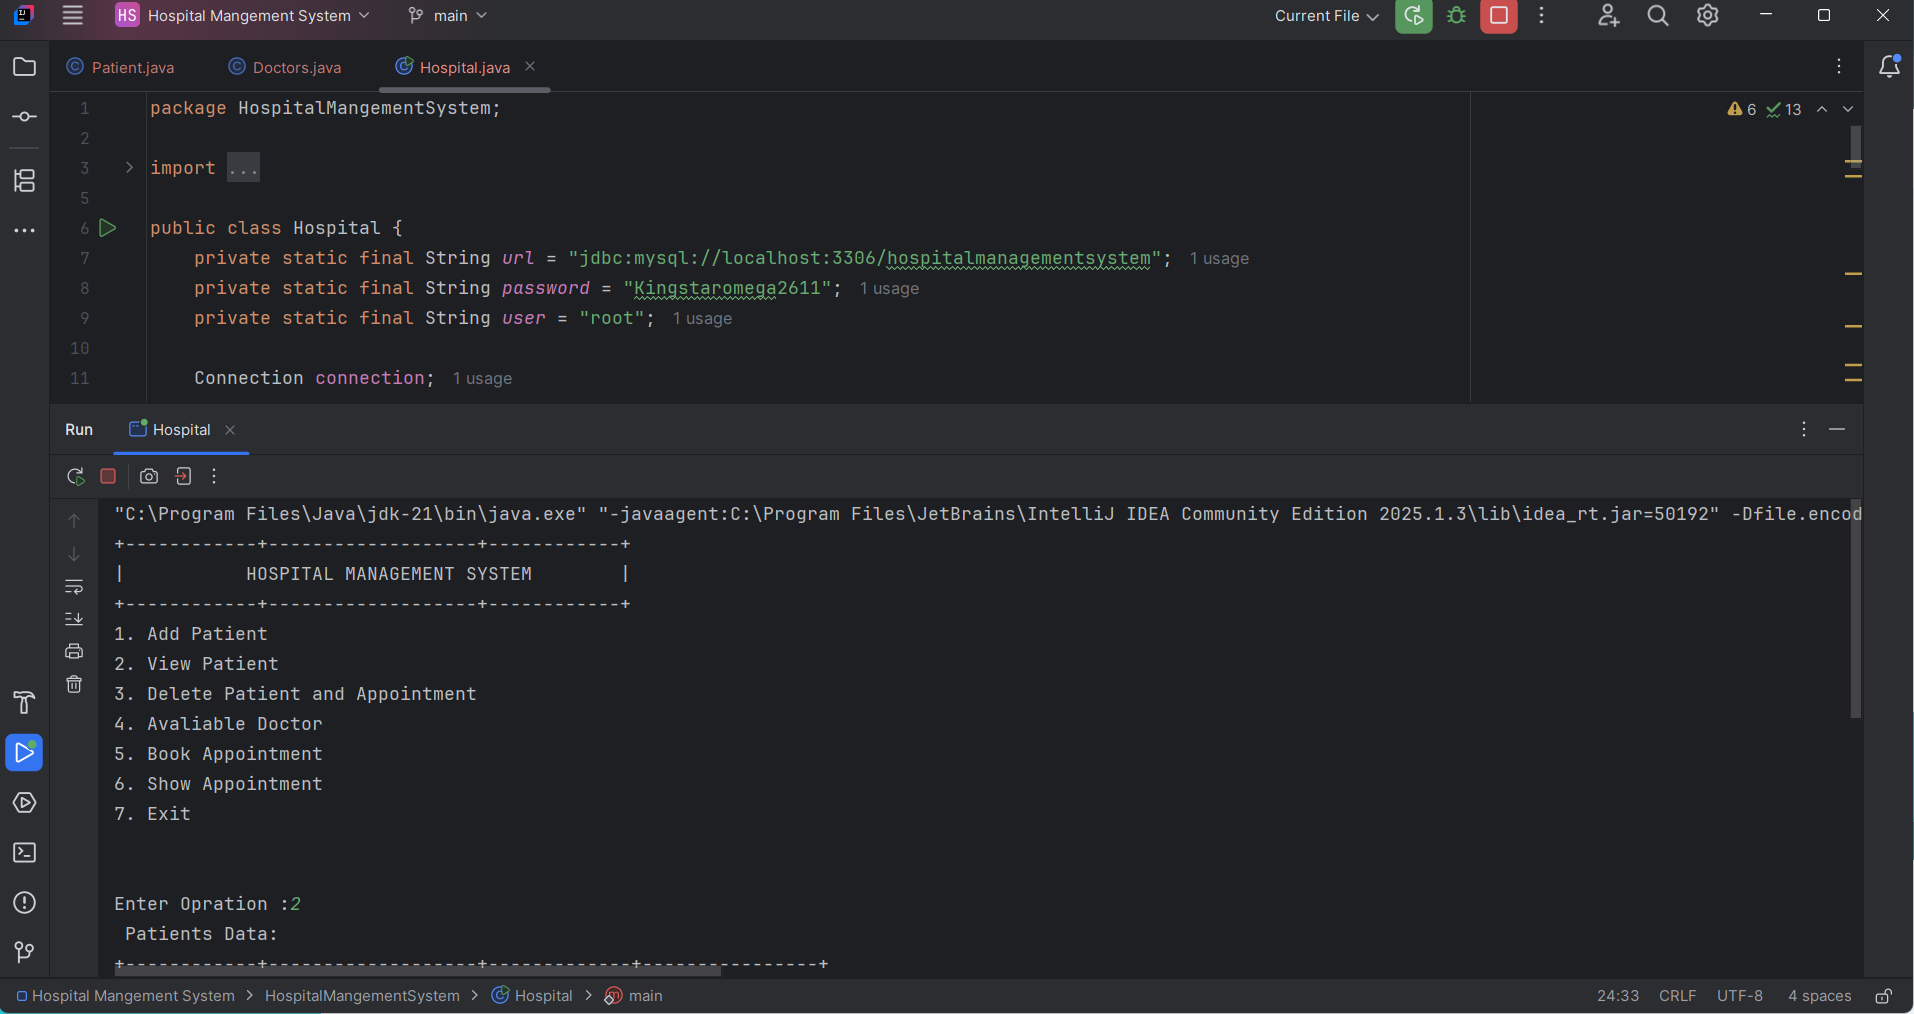 HS Hospital Mangement System main Current File
Patient.java Doctors.java Hospital.java
1 package HospitalMangementSystem; 6 13
2
3 import ...
5
6 public class Hospital {
7 private static final String url = "jdbc:mysql://localhost:3306/hospitalmanagementsystem"; 1 usage
8 private static final String password = "Kingstaromega2611"; 1 usage
9 private static final String user = "root"; 1 usage
10
11 Connection connection; 1 usage
Run Hospital
"C:\Program Files\Java\jdk-21\bin\java.exe" "-javaagent:C:\Program Files\JetBrains\IntelliJ IDEA Community Edition 2025.1.3\lib\idea_rt.jar=50192" -Dfile.encod
+------------+-------------------+------------+
|           HOSPITAL MANAGEMENT SYSTEM        |
+------------+-------------------+------------+
1. Add Patient
2. View Patient
3. Delete Patient and Appointment
4. Avaliable Doctor
5. Book Appointment
6. Show Appointment
7. Exit
Enter Opration :2
Patients Data:
+------------+-------------------+-------------+----------------+
Hospital Mangement System > HospitalMangementSystem > Hospital > main 24:33 CRLF UTF-8 4 spaces